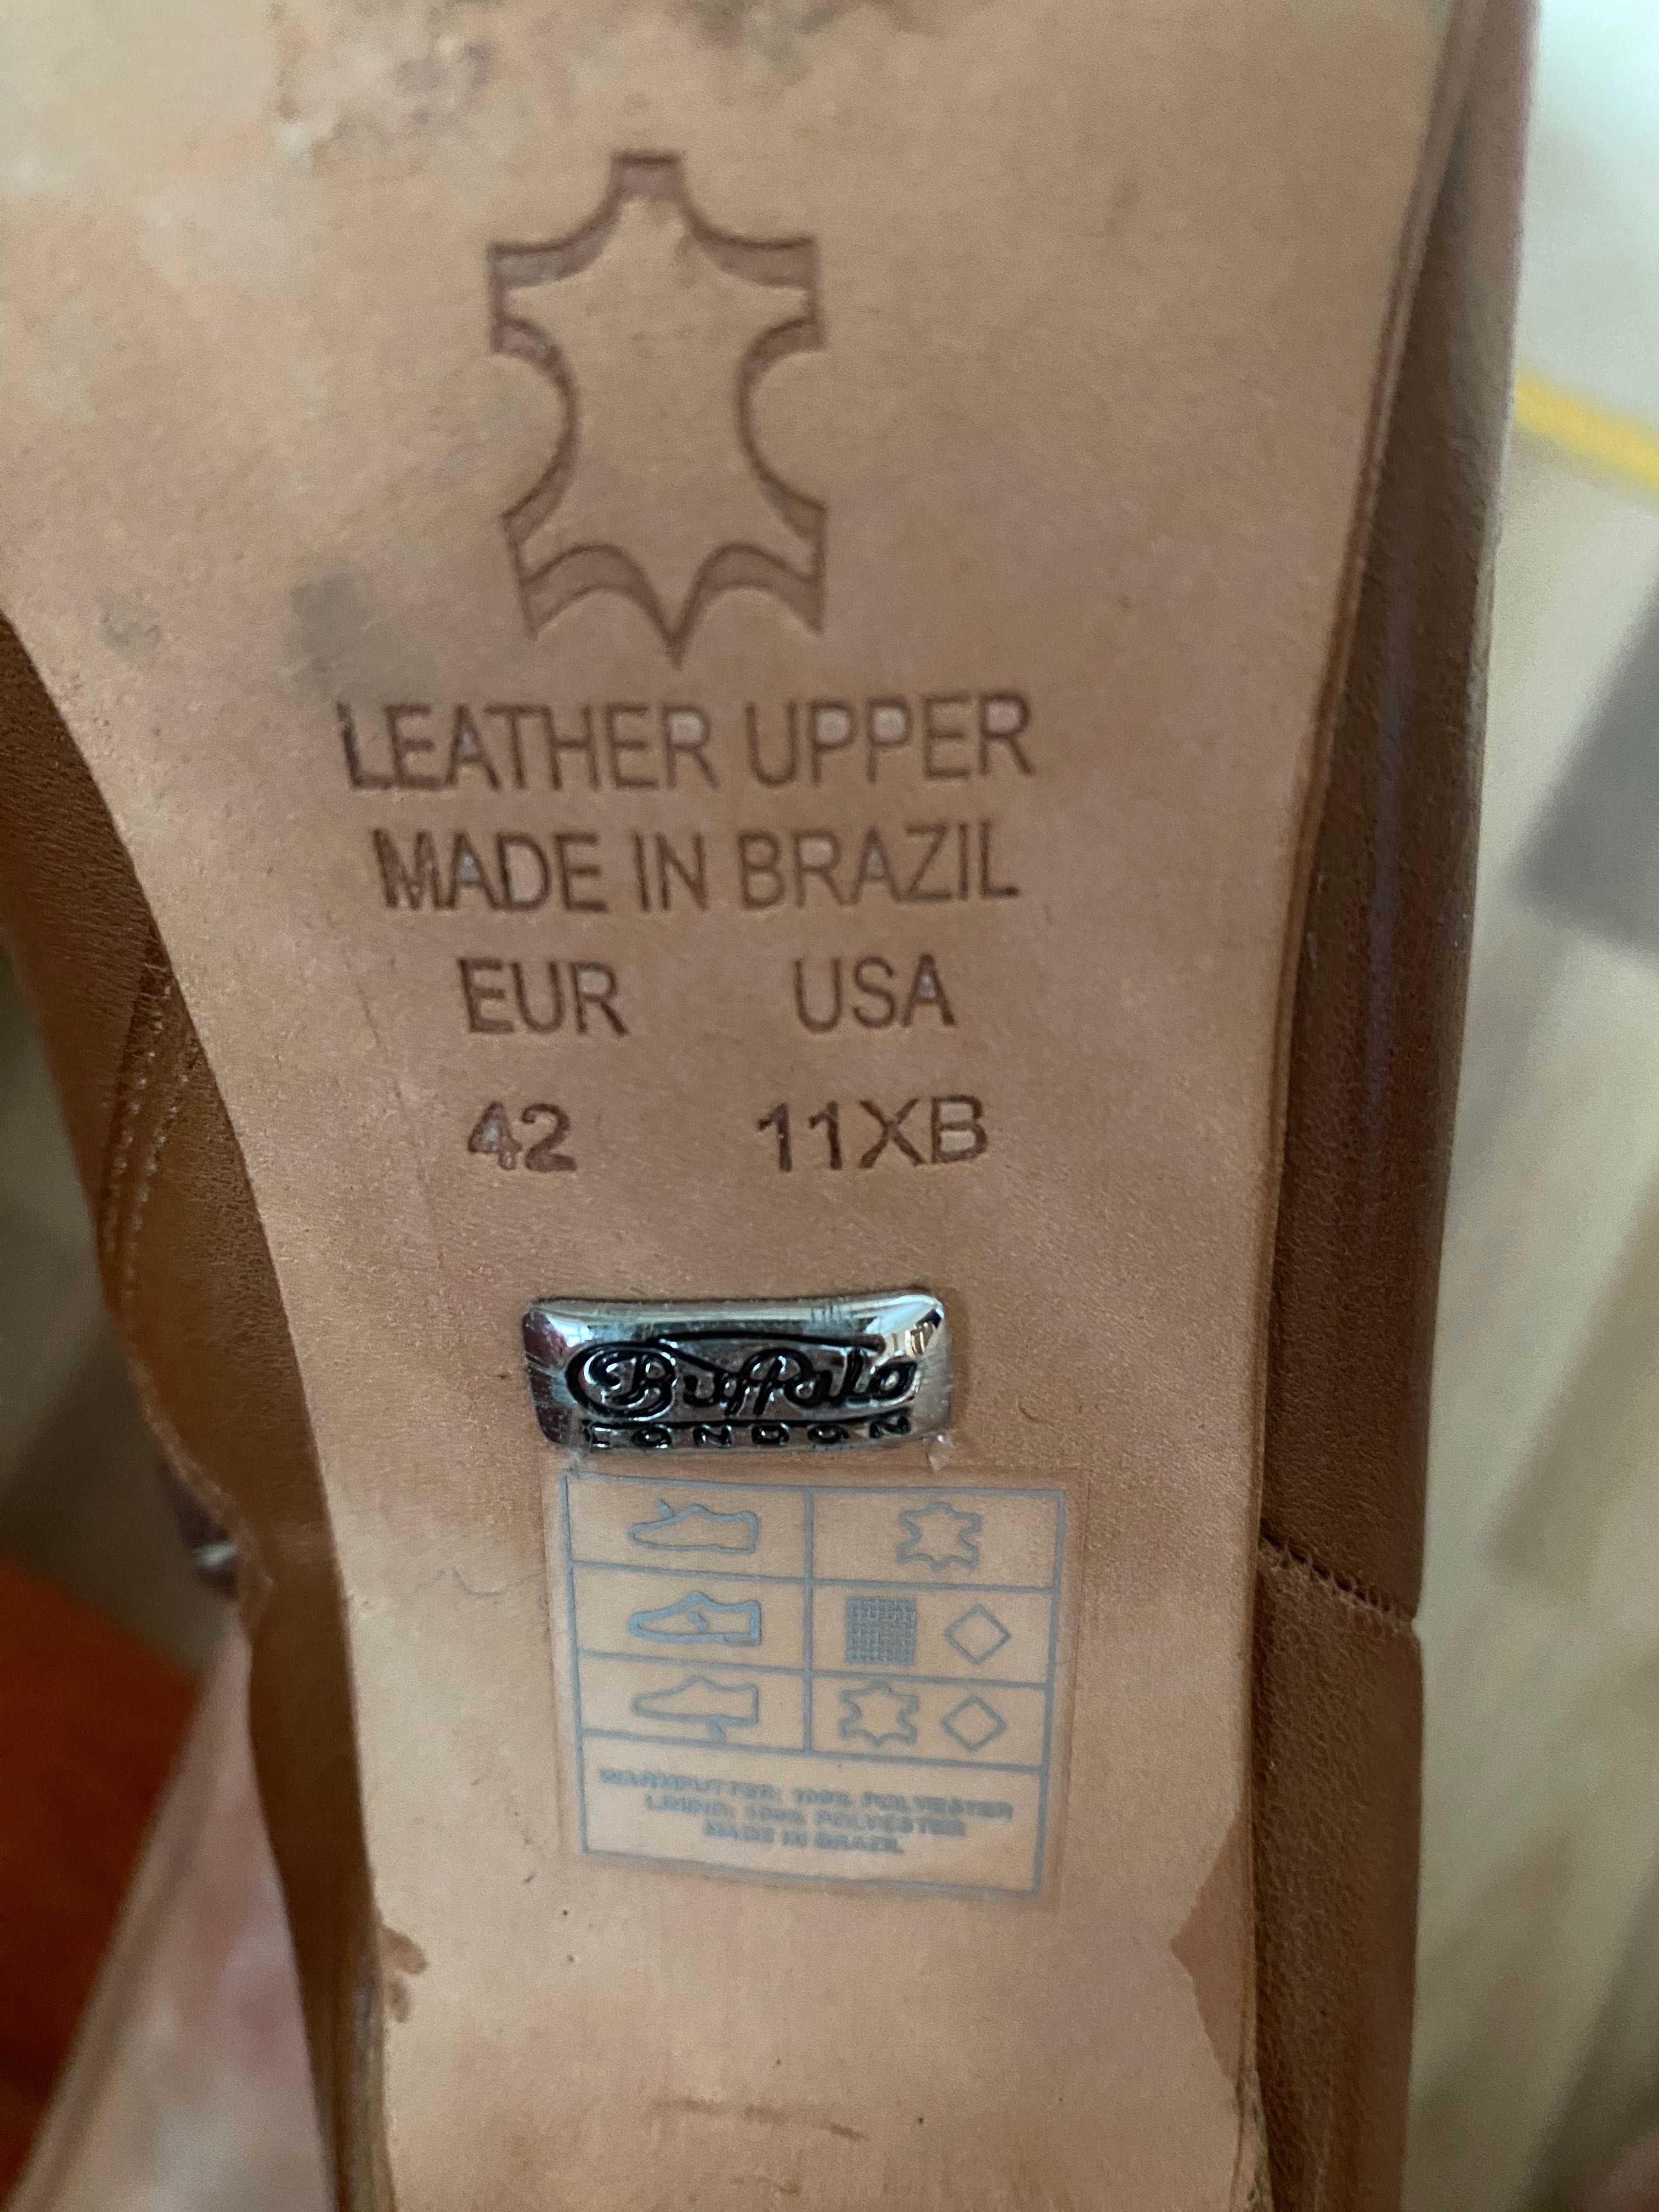 LEATHER UPPER
MADE IN BRAZIL
EUR USA
42 11XB
Buffalo
LONDON
WARMFUTTER: 100% POLYESTER
LINING: 100% POLYESTER
MADE IN BRAZIL